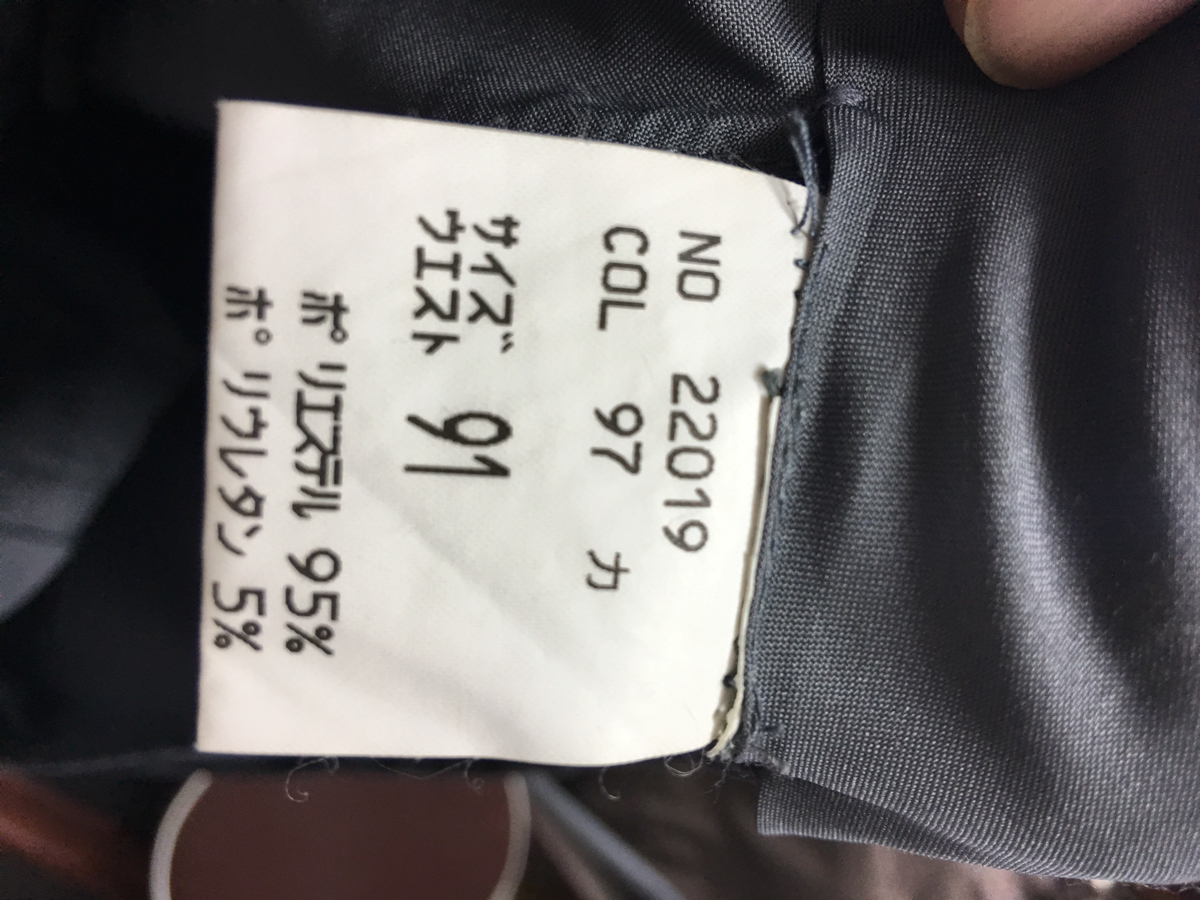 NO 22019
COL 97 カ
サイズ
ウエスト 91
ポリエステル 95%
ポリウレタン 5%